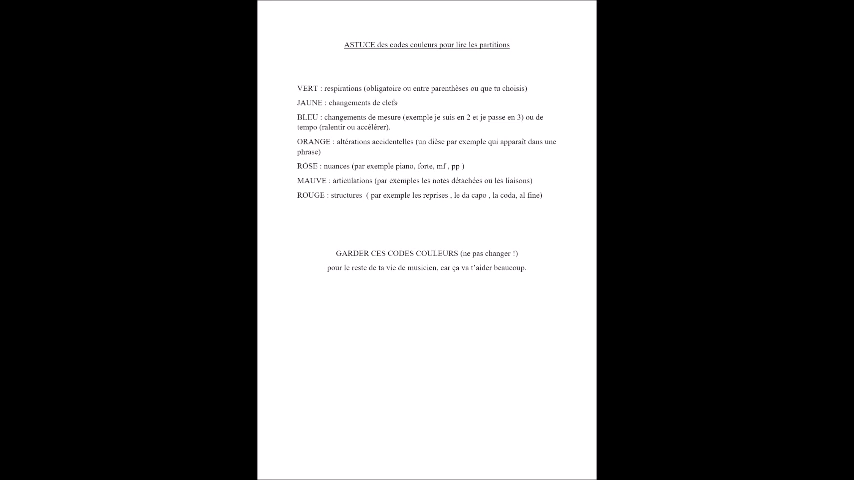 ASTUCE des codes couleurs pour lire les partitions
VERT : respirations (obligatoire ou entre parenthèses ou que tu choisis)
JAUNE : changements de clefs
BLEU : changements de mesure (exemple je suis en 2 et je passe en 3) ou de
tempo (ralentir ou accélérer).
ORANGE : altérations accidentelles (un dièse par exemple qui apparaît dans une
phrase)
ROSE : nuances (par exemple piano, forte, mf , pp )
MAUVE : articulations (par exemples les notes détachées ou les liaisons)
ROUGE : structures ( par exemple les reprises , le da capo , la coda, al fine)
GARDER CES CODES COULEURS (ne pas changer !)
pour le reste de ta vie de musicien, car ça va t'aider beaucoup.